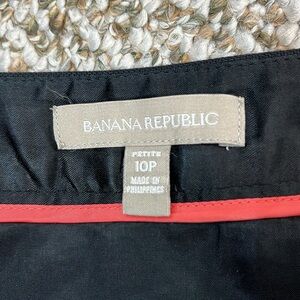 BANANA REPUBLIC
PETITE
10P
MADE IN
PHILIPPINES